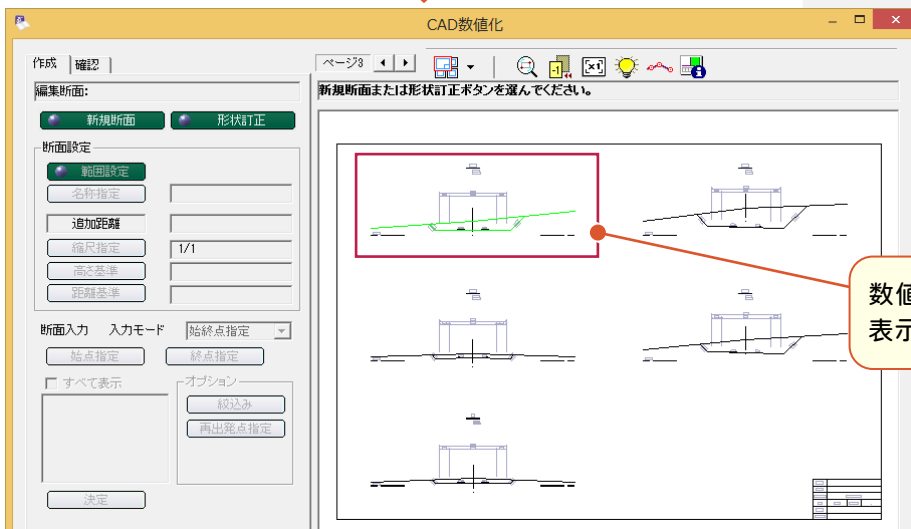 CAD数値化
作成 確認
ページ3
編集断面:
新規断面または形状訂正ボタンを選んでください。
新規断面 形状訂正
断面設定
範囲設定
名称指定
追加距離
縮尺指定 1/1
高さ基準
距離基準
断面入力 入力モード 始終点指定
始点指定 終点指定
すべて表示
オプション
絞込み
再出発点指定
決定
数値
表示